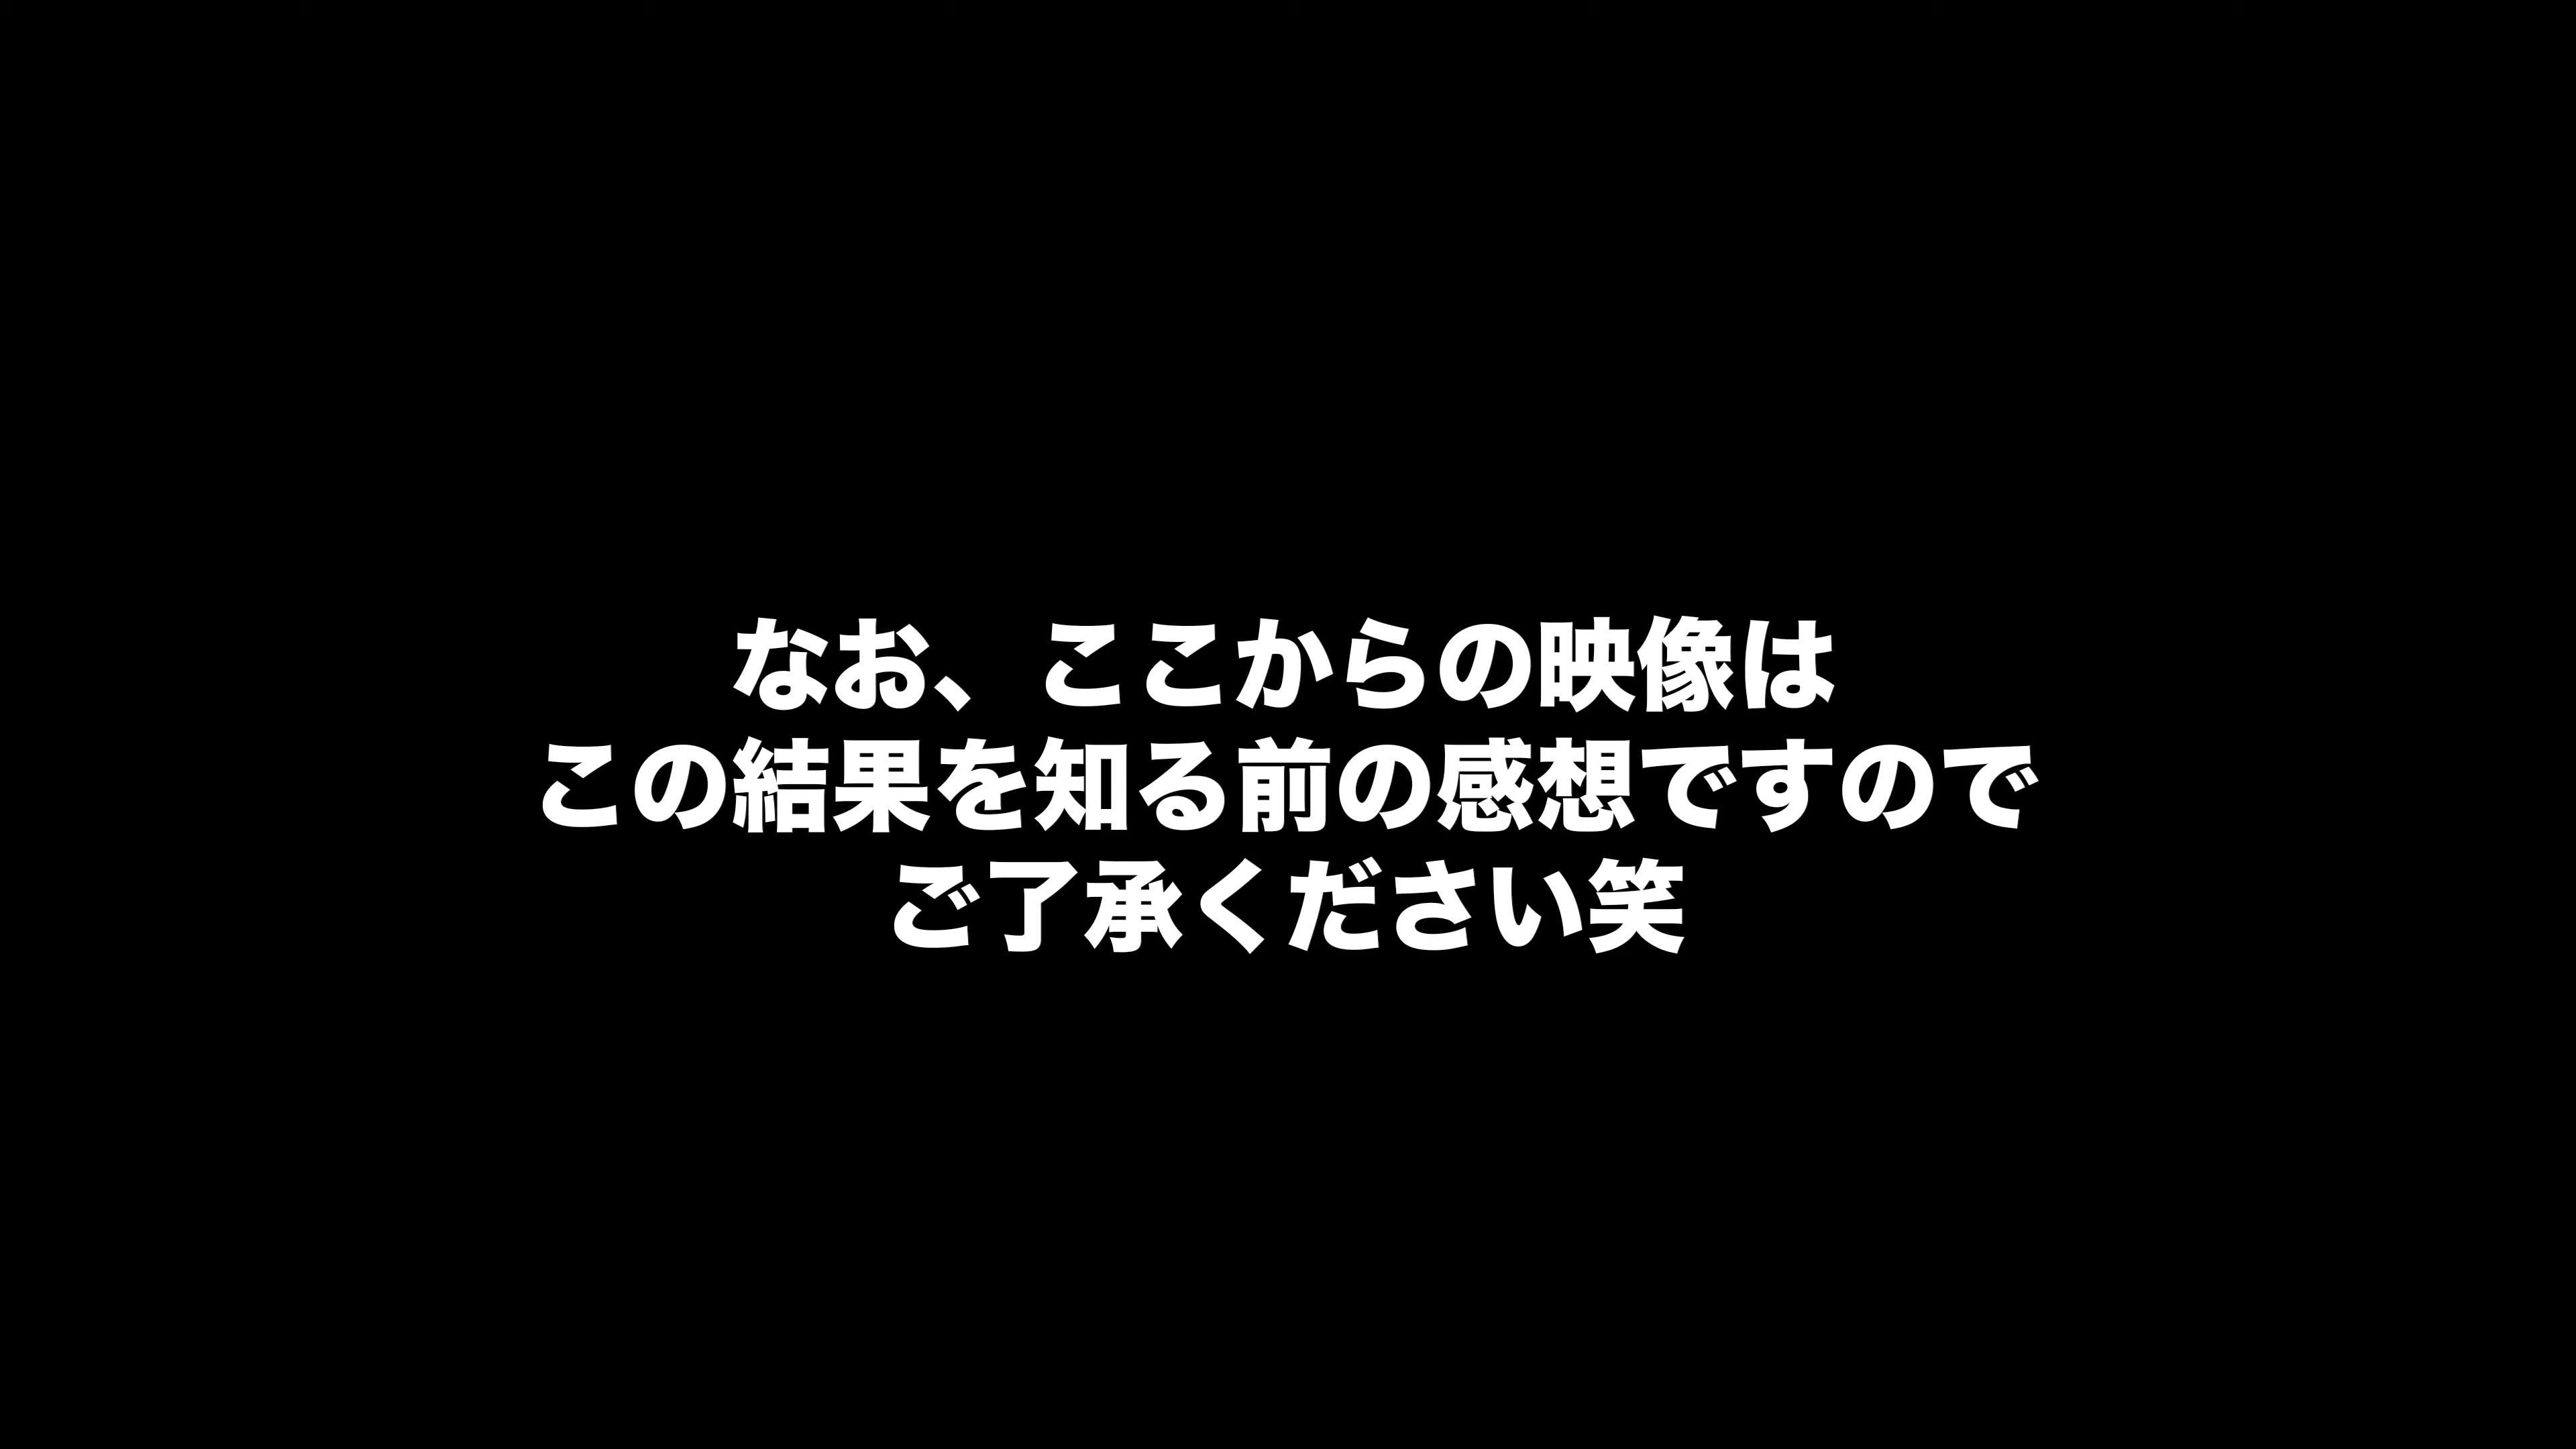 なお、ここからの映像は
この結果を知る前の感想ですので
ご了承ください笑